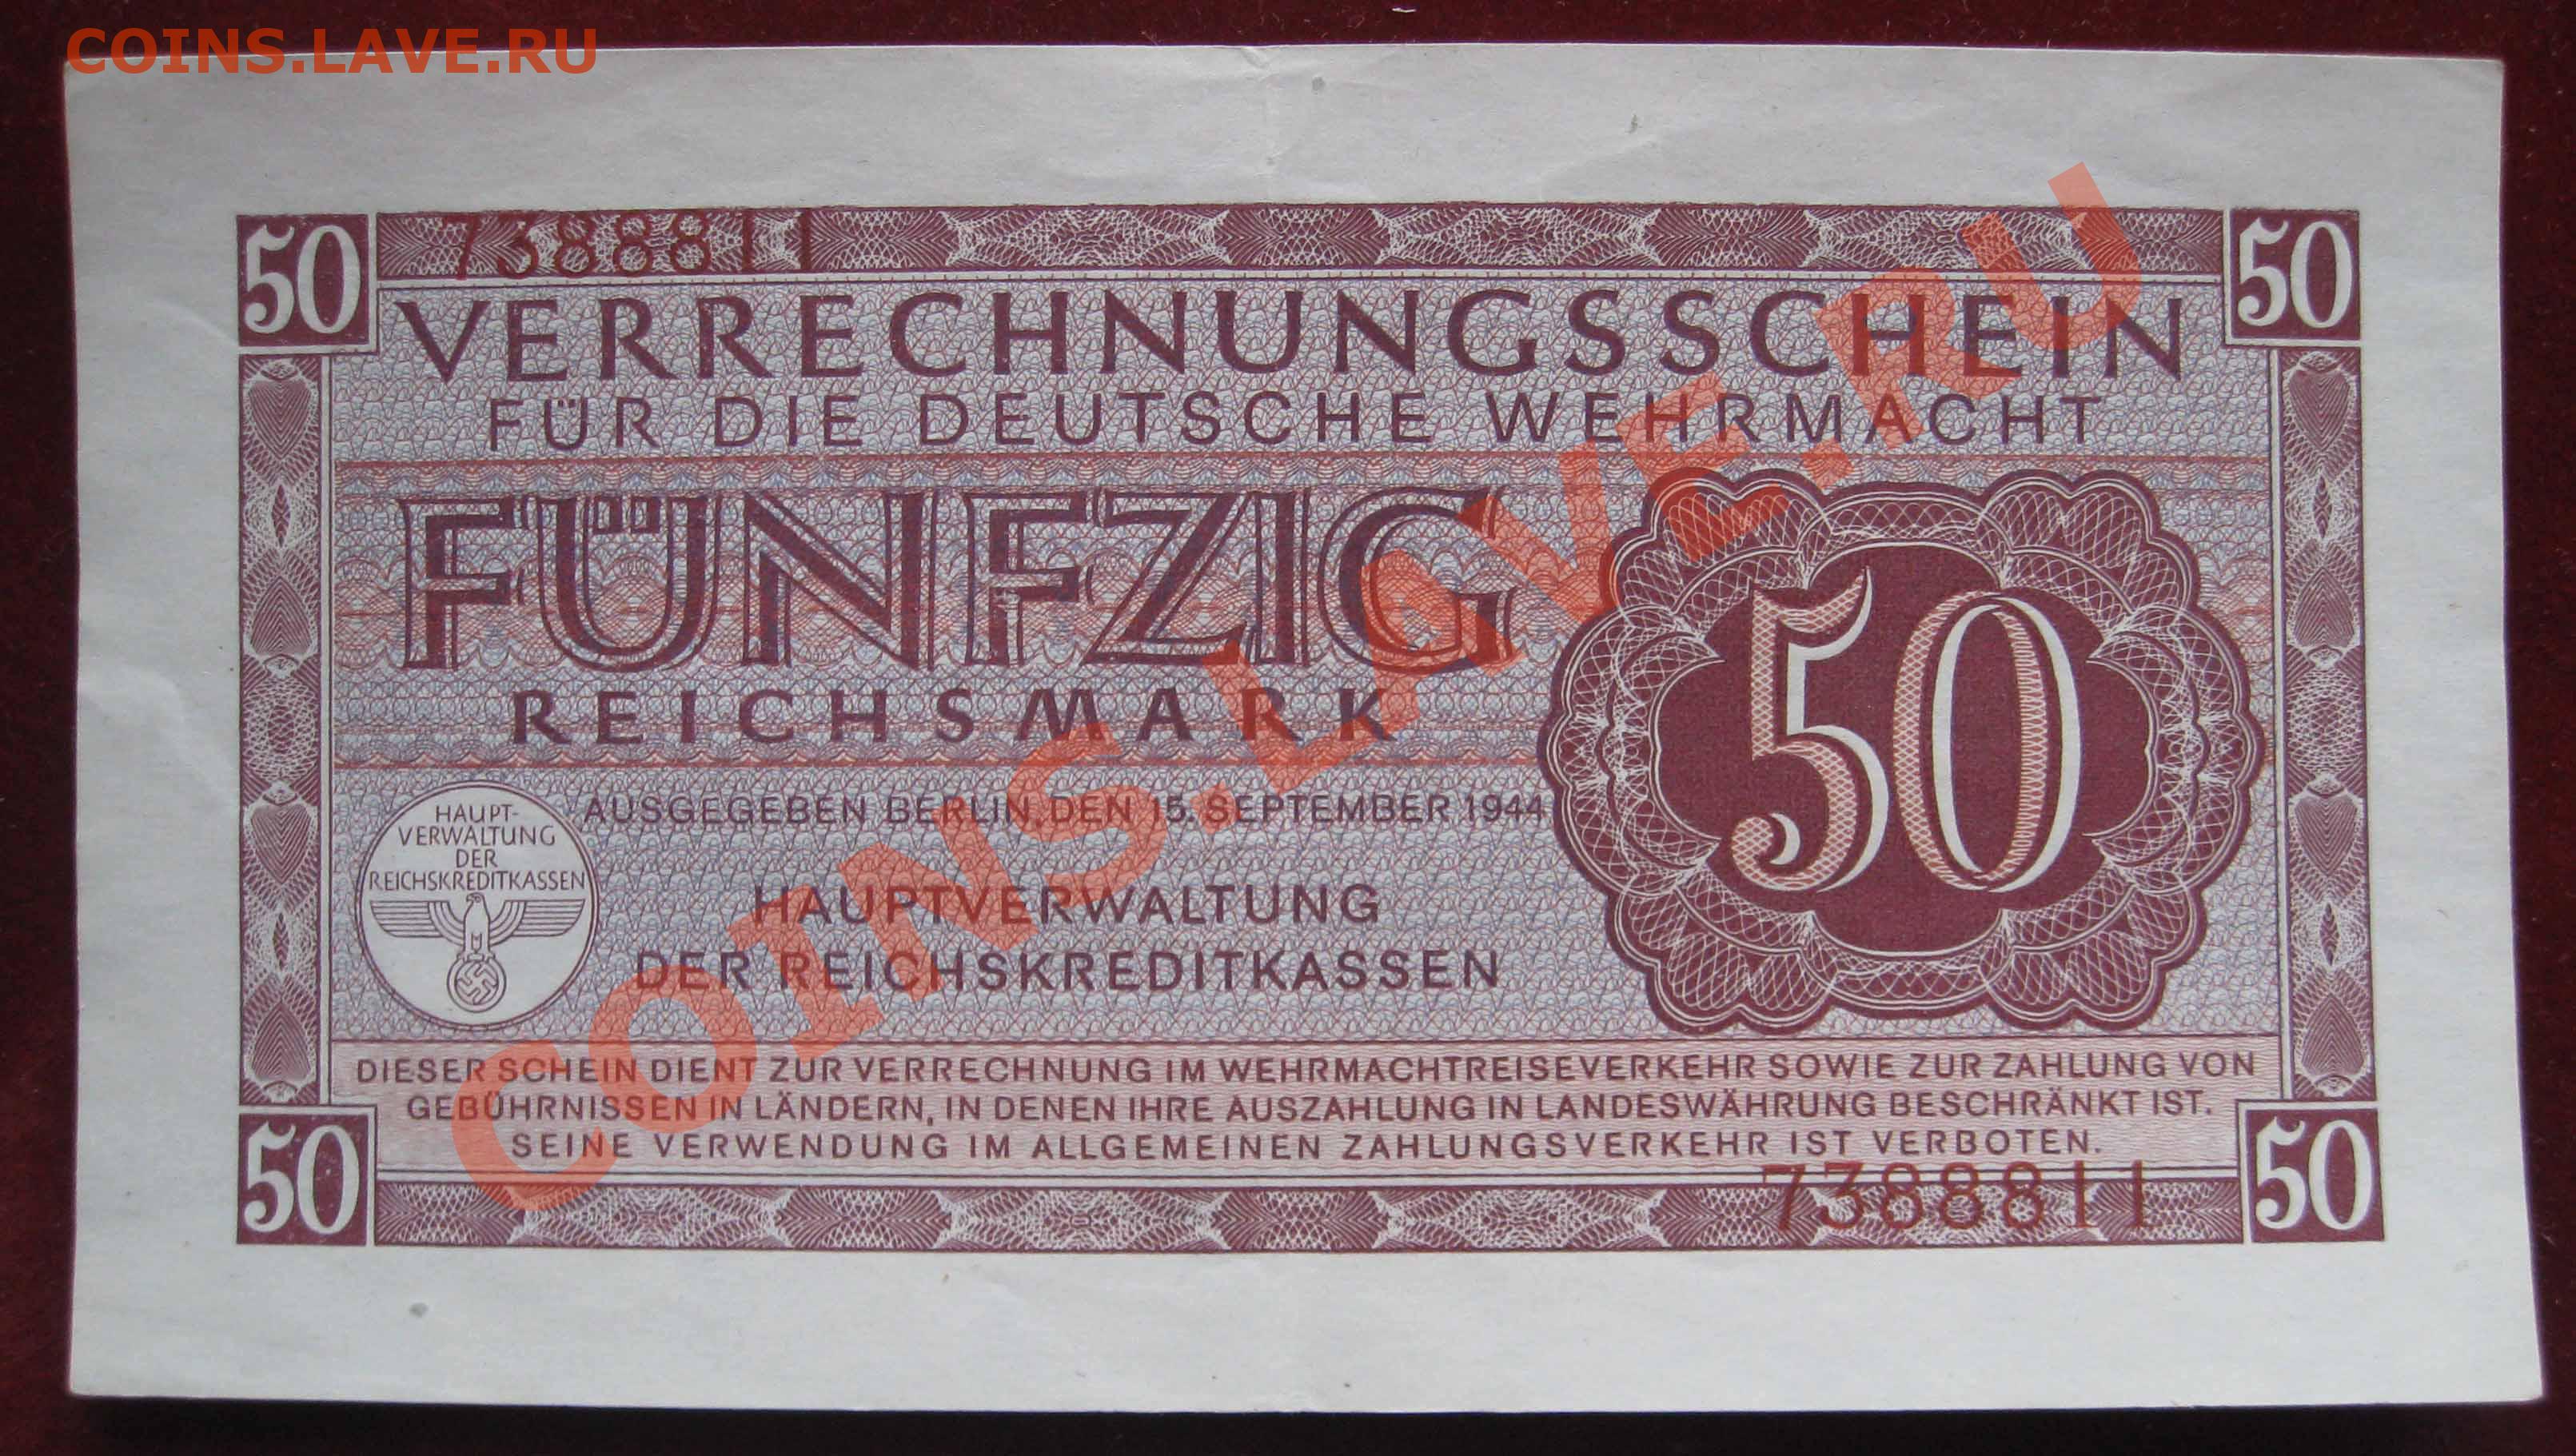 COINS.LAVE.RU
50 7388811 50
VERRECHNUNGSSCHEIN
FÜR DIE DEUTSCHE WEHRMACHT
FÜNFZIG
REICHSMARK
50
HAUPT-
VERWALTUNG
DER
REICHSKREDITKASSEN
AUSGEGEBEN BERLIN, DEN 15. SEPTEMBER 1944
HAUPTVERWALTUNG
DER REICHSKREDITKASSEN
DIESER SCHEIN DIENT ZUR VERRECHNUNG IM WEHRMACHTREISEVERKEHR SOWIE ZUR ZAHLUNG VON
GEBÜHRNISSEN IN LÄNDERN, IN DENEN IHRE AUSZAHLUNG IN LANDESWÄHRUNG BESCHRÄNKT IST.
SEINE VERWENDUNG IM ALLGEMEINEN ZAHLUNGSVERKEHR IST VERBOTEN.
50 7388811 50
COINS.LAVE.RU